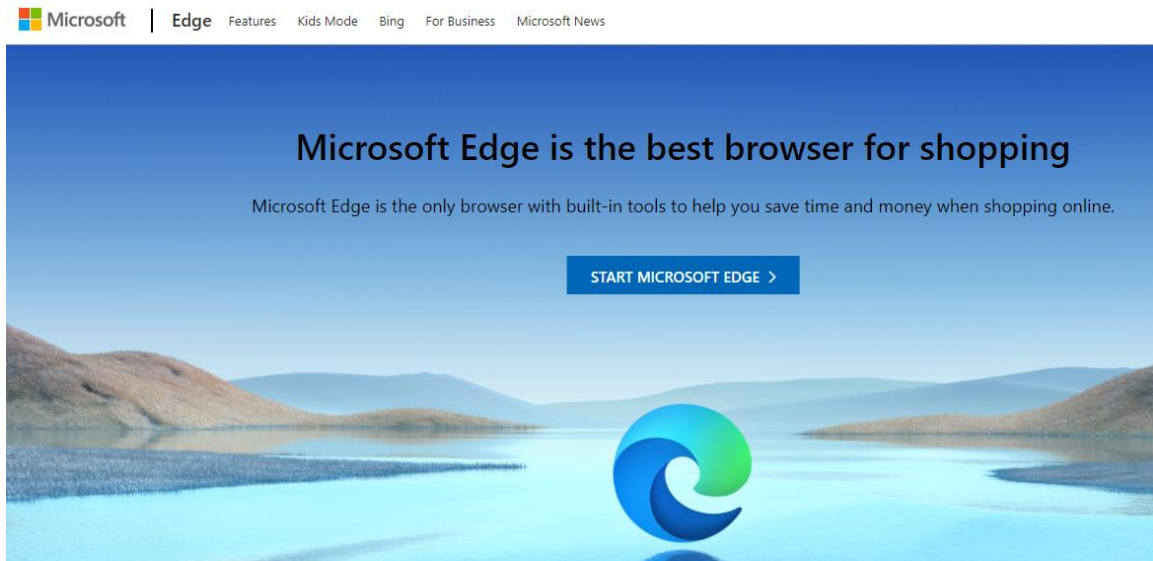 Microsoft | Edge Features Kids Mode Bing For Business Microsoft News
Microsoft Edge is the best browser for shopping
Microsoft Edge is the only browser with built-in tools to help you save time and money when shopping online.
START MICROSOFT EDGE >